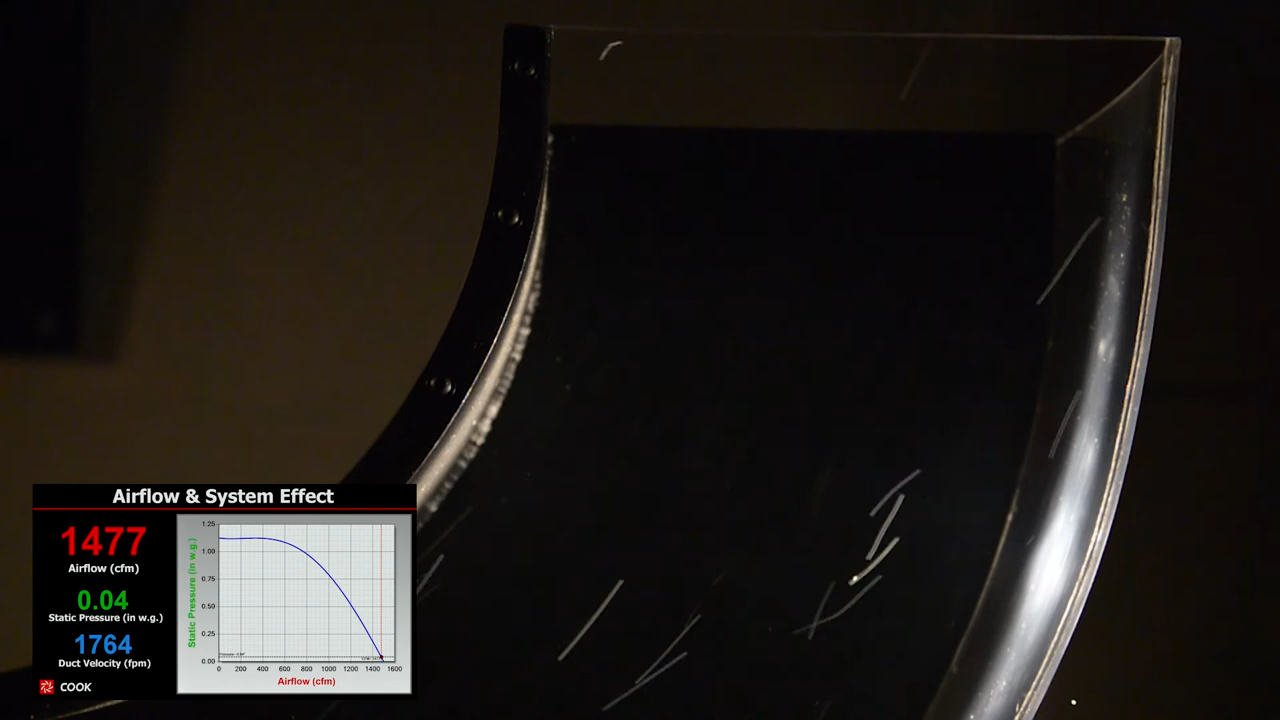 Airflow & System Effect
1477
Airflow (cfm)
0.04
Static Pressure (in w.g.)
1764
Duct Velocity (fpm)
COOK
Static Pressure (in w.g.)
1.25
1.00
0.75
0.50
0.25
0.00
0 200 400 600 800 1000 1200 1400 1600
Airflow (cfm)